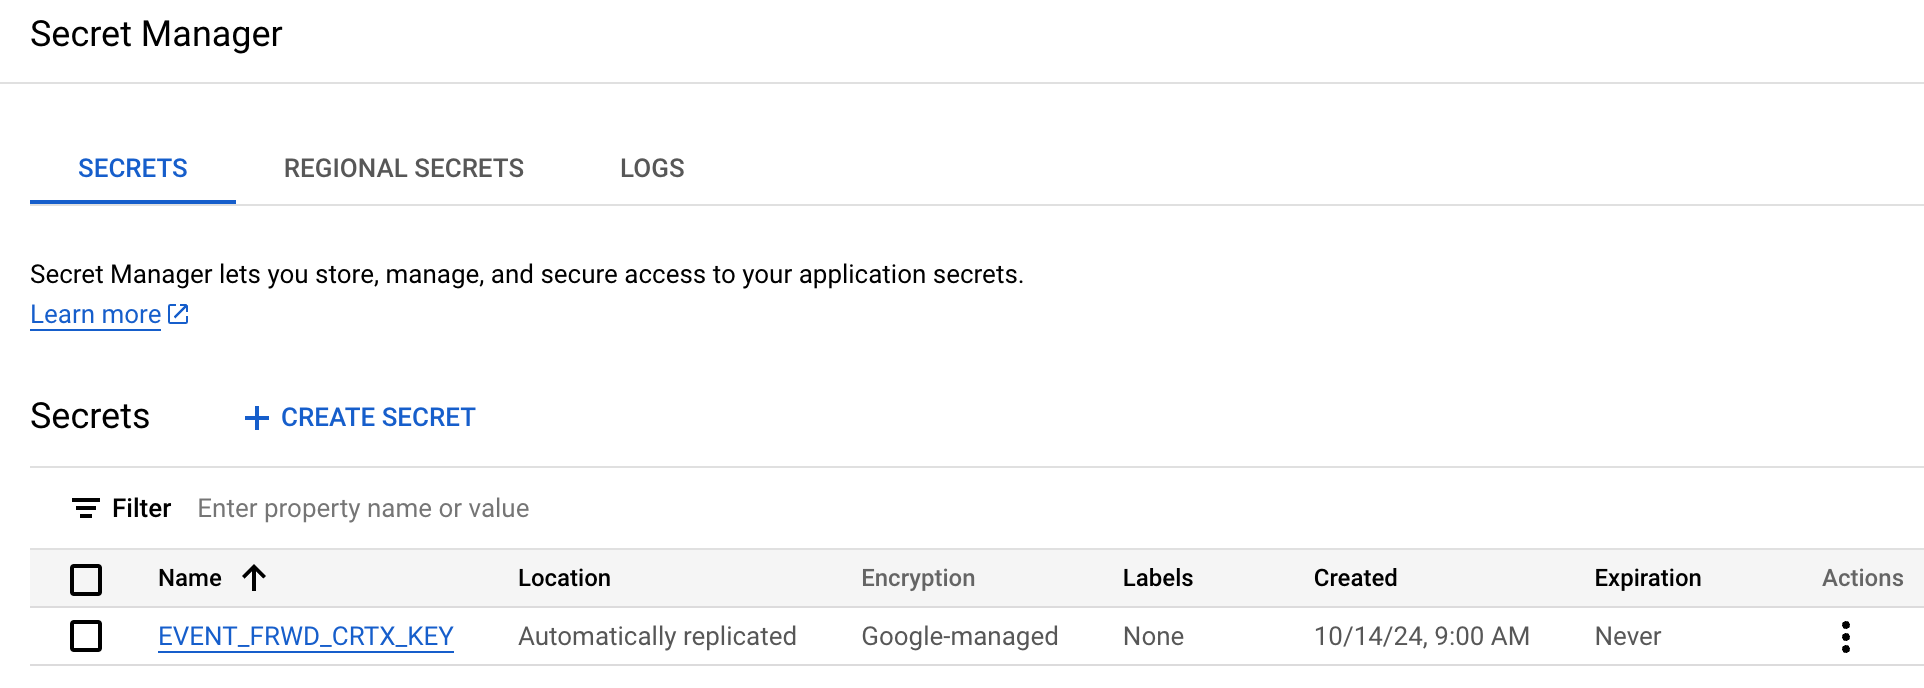 Secret Manager
SECRETS REGIONAL SECRETS LOGS
Secret Manager lets you store, manage, and secure access to your application secrets.
Learn more
Secrets CREATE SECRET
Filter Enter property name or value
Name Location Encryption Labels Created Expiration Actions
EVENT_FRWD_CRTX_KEY Automatically replicated Google-managed None 10/14/24, 9:00 AM Never